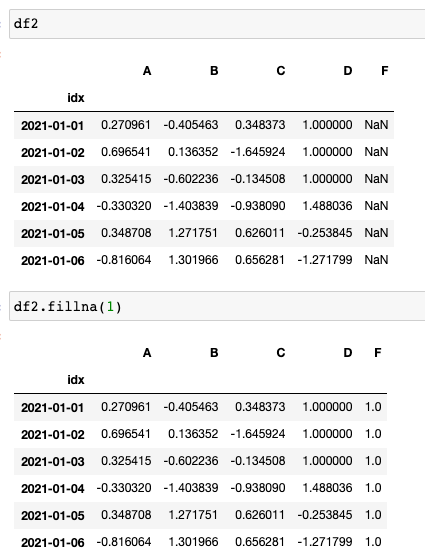 df2
A B C D F
idx
2021-01-01 0.270961 -0.405463 0.348373 1.000000 NaN
2021-01-02 0.696541 0.136352 -1.645924 1.000000 NaN
2021-01-03 0.325415 -0.602236 -0.134508 1.000000 NaN
2021-01-04 -0.330320 -1.403839 -0.938090 1.488036 NaN
2021-01-05 0.348708 1.271751 0.626011 -0.253845 NaN
2021-01-06 -0.816064 1.301966 0.656281 -1.271799 NaN
df2.fillna(1)
A B C D F
idx
2021-01-01 0.270961 -0.405463 0.348373 1.000000 1.0
2021-01-02 0.696541 0.136352 -1.645924 1.000000 1.0
2021-01-03 0.325415 -0.602236 -0.134508 1.000000 1.0
2021-01-04 -0.330320 -1.403839 -0.938090 1.488036 1.0
2021-01-05 0.348708 1.271751 0.626011 -0.253845 1.0
2021-01-06 -0.816064 1.301966 0.656281 -1.271799 1.0